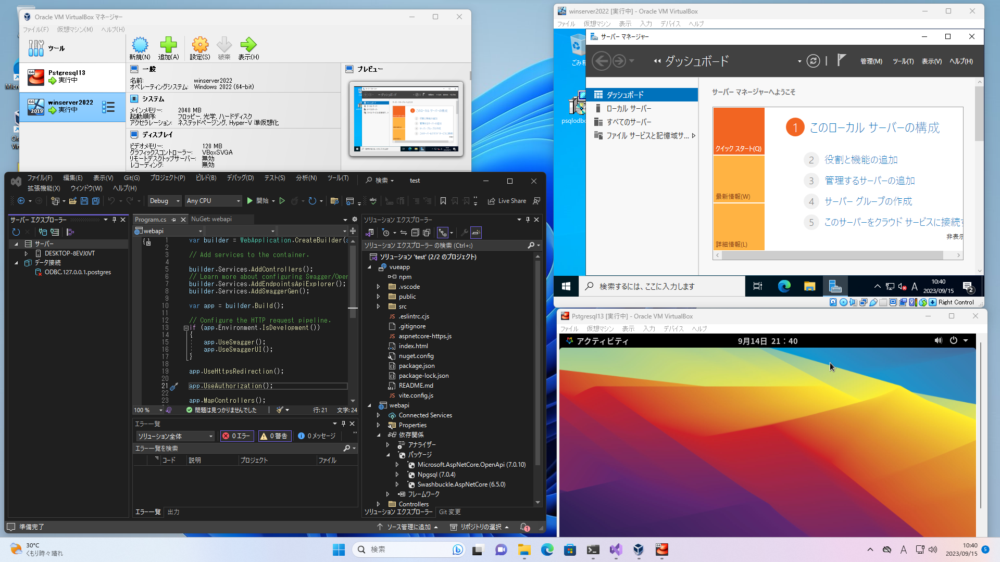 Oracle VM VirtualBox マネージャー
ファイル(F) 仮想マシン(M) ヘルプ(H)
ツール
新規(N) 追加(A) 設定(S) 破棄 表示(H)
Pstgresql13
実行中
winserver2022
実行中
一般
名前: winserver2022
オペレーティングシステム: Windows 2022 (64-bit)
システム
メインメモリー: 2048 MB
起動順序: フロッピー, 光学, ハードディスク
アクセラレーション: ネステッドページング, Hyper-V 準仮想化
ディスプレイ
ビデオメモリー: 128 MB
グラフィックスコントローラー: VBoxSVGA
リモートデスクトップサーバー: 無効
レコーディング: 無効
プレビュー
winserver2022 [実行中] - Oracle VM VirtualBox
ファイル 仮想マシン 表示 入力 デバイス ヘルプ
サーバー マネージャー
ダッシュボード
管理(M) ツール(T) 表示(V) ヘルプ(H)
ダッシュボード
ローカル サーバー
すべてのサーバー
ファイル サービスと記憶域サ...
サーバー マネージャーへようこそ
クイック スタート(Q)
最新情報(W)
詳細情報(L)
1 このローカル サーバーの構成
2 役割と機能の追加
3 管理するサーバーの追加
4 サーバー グループの作成
5 このサーバーをクラウド サービスに接続す
非表示
検索するには、ここに入力します
A 10:40
2023/09/15
2
Right Control
Pstgresql13 [実行中] - Oracle VM VirtualBox
ファイル 仮想マシン 表示 入力 デバイス ヘルプ
アクティビティ
9月14日 21：40
ファイル(F) 編集(E) 表示(V) Git(G) プロジェクト(P) ビルド(B) デバッグ(D) テスト(S) 分析(N) ツール(T)
拡張機能(X) ウィンドウ(W) ヘルプ(H)
検索 test
Debug Any CPU 開始 Live Share
サーバー エクスプローラー
サーバー
DESKTOP-8EVJ0VT
データ接続
ODBC.127.0.0.1.postgres
Program.cs NuGet: webapi
webapi
1 var builder = WebApplication.CreateBuilder(a
2
3 // Add services to the container.
4
5 builder.Services.AddControllers();
6 // Learn more about configuring Swagger/Oper
7 builder.Services.AddEndpointsApiExplorer();
8 builder.Services.AddSwaggerGen();
9
10 var app = builder.Build();
11
12 // Configure the HTTP request pipeline.
13 if (app.Environment.IsDevelopment())
14 {
15 app.UseSwagger();
16 app.UseSwaggerUI();
17 }
18
19 app.UseHttpsRedirection();
20
21 app.UseAuthorization();
22
23 app.MapControllers();
100 % 問題は見つかりませんでした 行: 21 文字: 24
エラー一覧
ソリューション全体 0 エラー 0 警告 0 メッセージ
エラー一覧を検索
コード 説明 プロジェクト ファイル
エラー一覧 出力
ソリューション エクスプローラー
ソリューション エクスプローラー の検索 (Ctrl+:)
ソリューション 'test' (2/2 のプロジェクト)
vueapp
npm
.vscode
public
src
.eslintrc.cjs
.gitignore
aspnetcore-https.js
index.html
nuget.config
package.json
package-lock.json
README.md
vite.config.js
webapi
Connected Services
Properties
依存関係
アナライザー
パッケージ
Microsoft.AspNetCore.OpenApi (7.0.10)
Npgsql (7.0.4)
Swashbuckle.AspNetCore (6.5.0)
フレームワーク
Controllers
ソリューション エクスプローラー Git 変更
準備完了
ソース管理に追加 リポジトリの選択 1
30°C
くもり時々晴れ
検索
A 10:40
2023/09/15
5